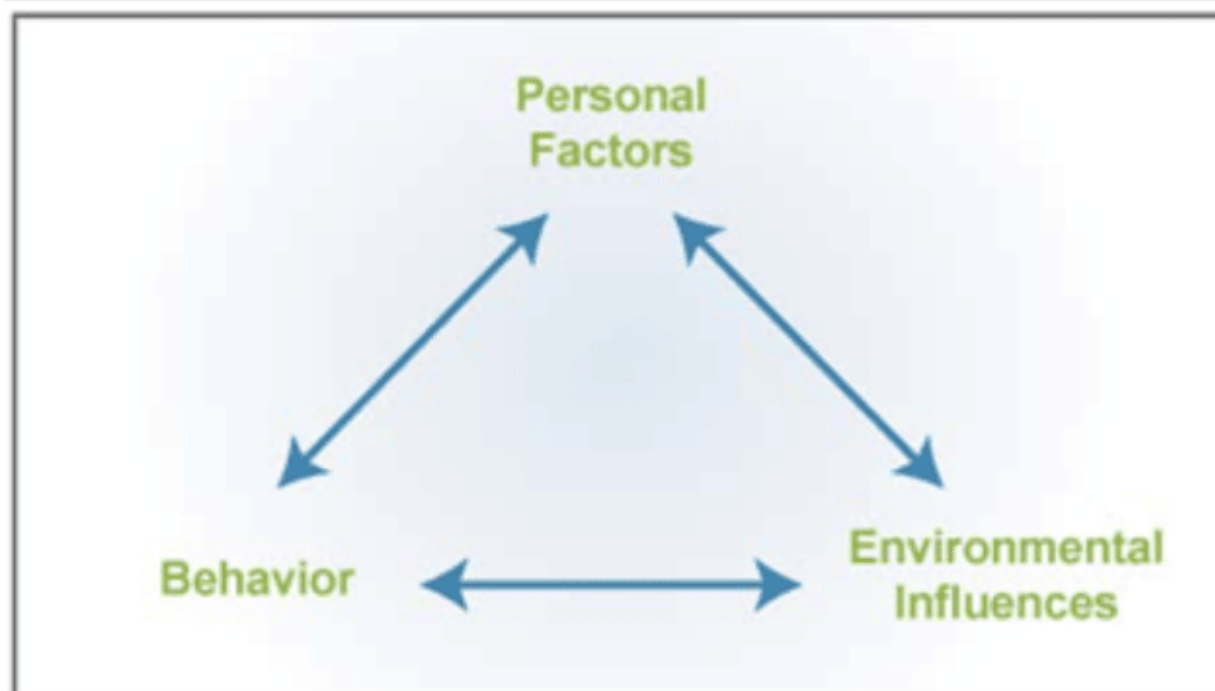 Personal
Factors
Behavior
Environmental
Influences